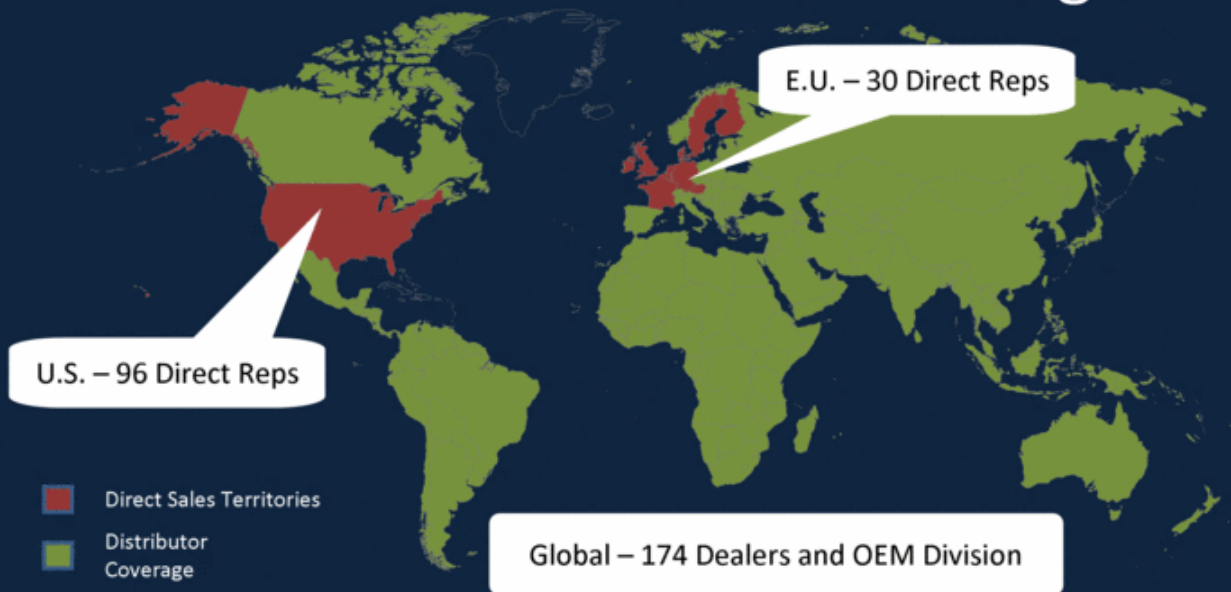 E.U. – 30 Direct Reps
U.S. – 96 Direct Reps
Direct Sales Territories
Distributor
Coverage
Global – 174 Dealers and OEM Division